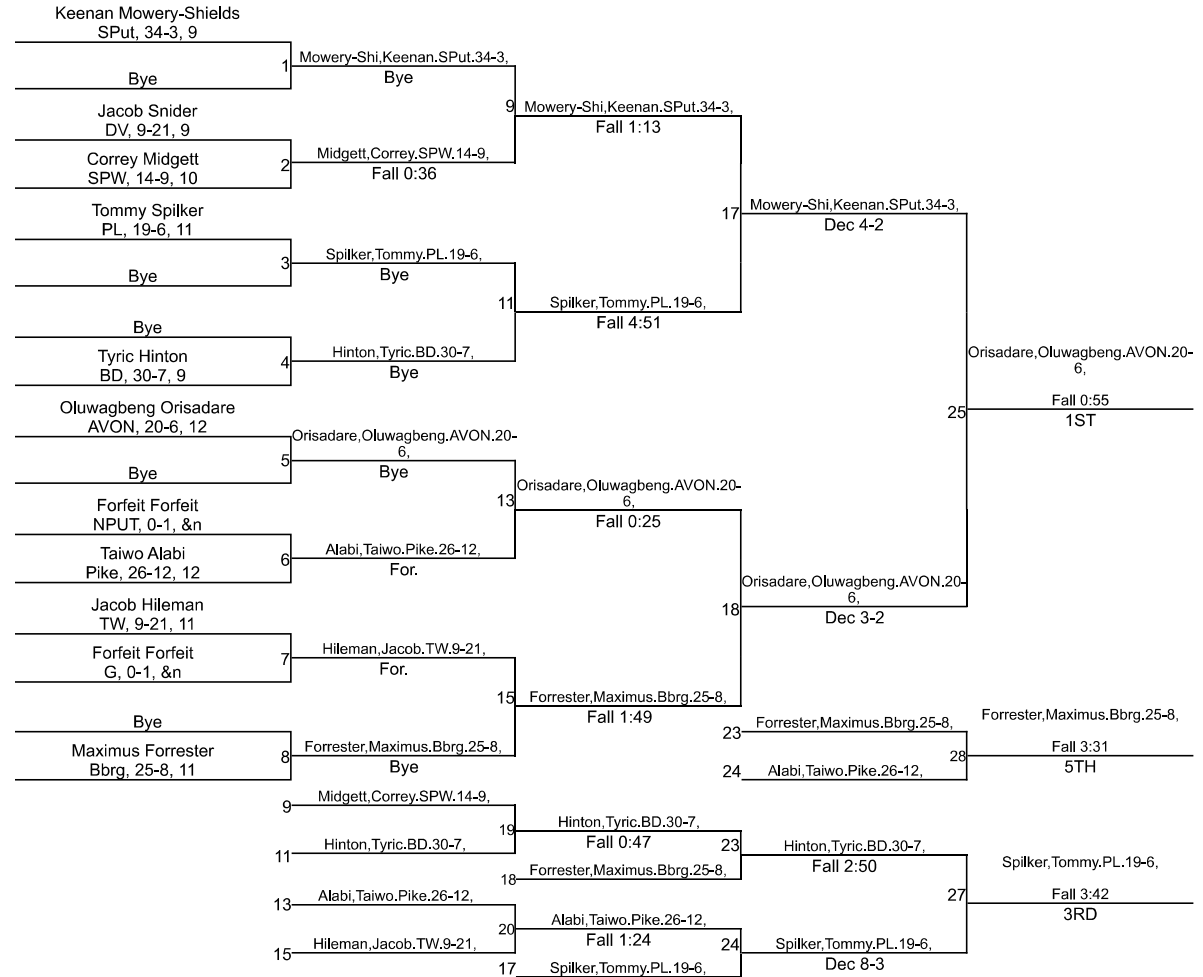 Keenan Mowery-Shields
SPut, 34-3, 9
1
Bye
Mowery-Shi,Keenan.SPut.34-3,
Bye
Jacob Snider
DV, 9-21, 9
2
Correy Midgett
SPW, 14-9, 10
Midgett,Correy.SPW.14-9,
Fall 0:36
9
Mowery-Shi,Keenan.SPut.34-3,
Fall 1:13
Tommy Spilker
PL, 19-6, 11
3
Bye
Spilker,Tommy.PL.19-6,
Bye
Bye
4
Tyric Hinton
BD, 30-7, 9
Hinton,Tyric.BD.30-7,
Bye
11
Spilker,Tommy.PL.19-6,
Fall 4:51
17
Mowery-Shi,Keenan.SPut.34-3,
Dec 4-2
Oluwagbeng Orisadare
AVON, 20-6, 12
5
Bye
Orisadare,Oluwagbeng.AVON.20-
6,
Bye
Forfeit Forfeit
NPUT, 0-1, &n
6
Taiwo Alabi
Pike, 26-12, 12
Alabi,Taiwo.Pike.26-12,
For.
13
Orisadare,Oluwagbeng.AVON.20-
6,
Fall 0:25
Jacob Hileman
TW, 9-21, 11
7
Forfeit Forfeit
G, 0-1, &n
Hileman,Jacob.TW.9-21,
For.
Bye
8
Maximus Forrester
Bbrg, 25-8, 11
Forrester,Maximus.Bbrg.25-8,
Bye
15
Forrester,Maximus.Bbrg.25-8,
Fall 1:49
18
Orisadare,Oluwagbeng.AVON.20-
6,
Dec 3-2
25
Orisadare,Oluwagbeng.AVON.20-
6,
Fall 0:55
1ST
23
Forrester,Maximus.Bbrg.25-8,
24
Alabi,Taiwo.Pike.26-12,
28
Forrester,Maximus.Bbrg.25-8,
Fall 3:31
5TH
9
Midgett,Correy.SPW.14-9,
11
Hinton,Tyric.BD.30-7,
19
Hinton,Tyric.BD.30-7,
Fall 0:47
18
Forrester,Maximus.Bbrg.25-8,
23
Hinton,Tyric.BD.30-7,
Fall 2:50
13
Alabi,Taiwo.Pike.26-12,
15
Hileman,Jacob.TW.9-21,
20
Alabi,Taiwo.Pike.26-12,
Fall 1:24
17
Spilker,Tommy.PL.19-6,
24
Spilker,Tommy.PL.19-6,
Dec 8-3
27
Spilker,Tommy.PL.19-6,
Fall 3:42
3RD